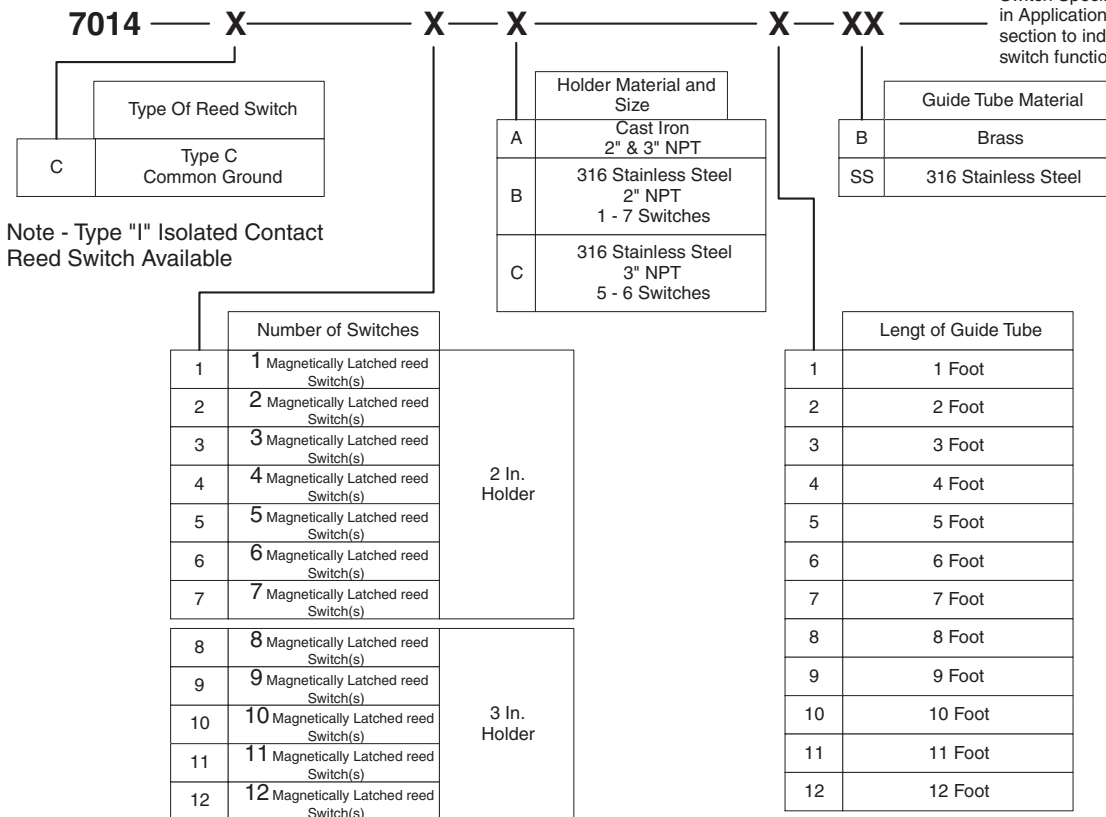 Switch Speci
in Application
section to ind
switch functio
7014 X X X X XX
Type Of Reed Switch
C
Type C
Common Ground
Note - Type "I" Isolated Contact
Reed Switch Available
Holder Material and
Size
A
Cast Iron
2" & 3" NPT
B
316 Stainless Steel
2" NPT
1 - 7 Switches
C
316 Stainless Steel
3" NPT
5 - 6 Switches
Guide Tube Material
B Brass
SS 316 Stainless Steel
Number of Switches
1 1 Magnetically Latched reed
Switch(s)
2 2 Magnetically Latched reed
Switch(s)
3 3 Magnetically Latched reed
Switch(s)
4 4 Magnetically Latched reed
Switch(s)
5 5 Magnetically Latched reed
Switch(s)
6 6 Magnetically Latched reed
Switch(s)
7 7 Magnetically Latched reed
Switch(s)
2 In.
Holder
8 8 Magnetically Latched reed
Switch(s)
9 9 Magnetically Latched reed
Switch(s)
10 10 Magnetically Latched reed
Switch(s)
11 11 Magnetically Latched reed
Switch(s)
12 12 Magnetically Latched reed
Switch(s)
3 In.
Holder
Lengt of Guide Tube
1 1 Foot
2 2 Foot
3 3 Foot
4 4 Foot
5 5 Foot
6 6 Foot
7 7 Foot
8 8 Foot
9 9 Foot
10 10 Foot
11 11 Foot
12 12 Foot